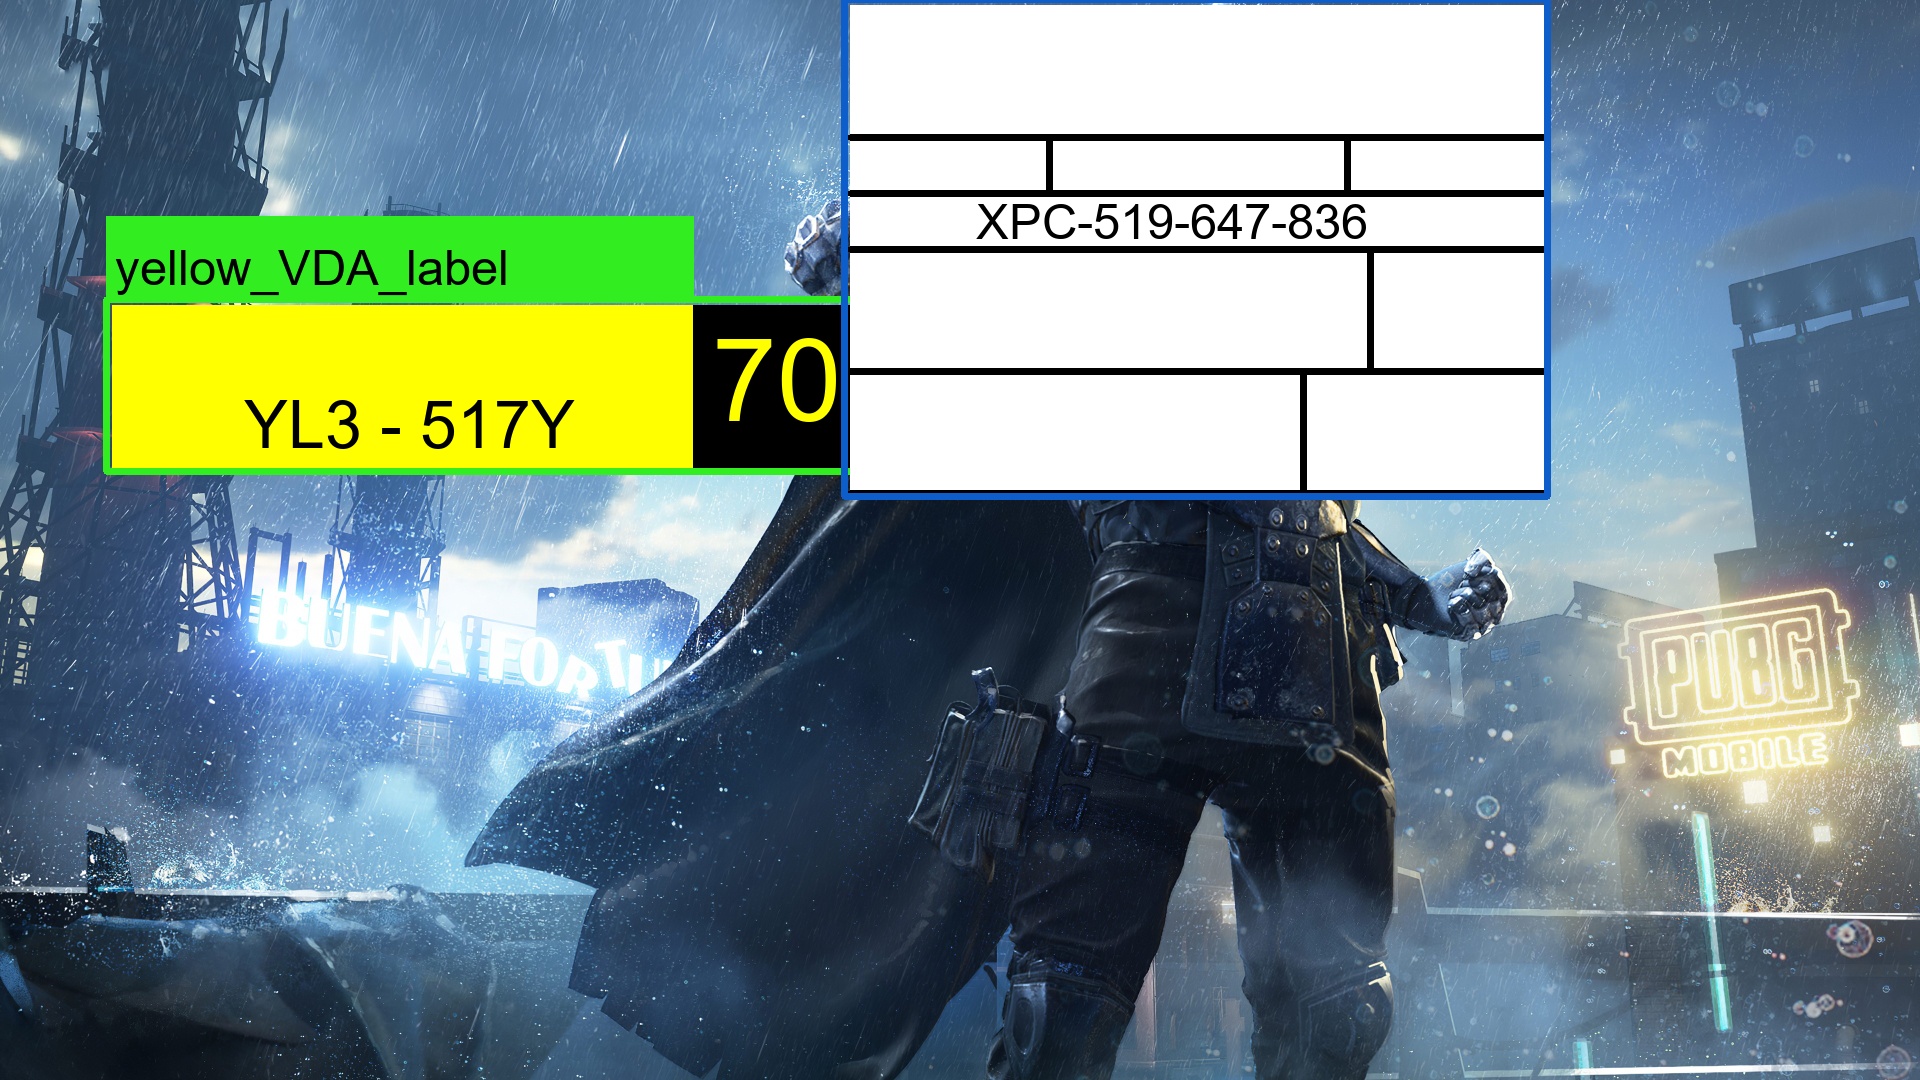 XPC-519-647-836
yellow_VDA_label
YL3 - 517Y
70
BUENA FORTU
PUBG
MOBILE